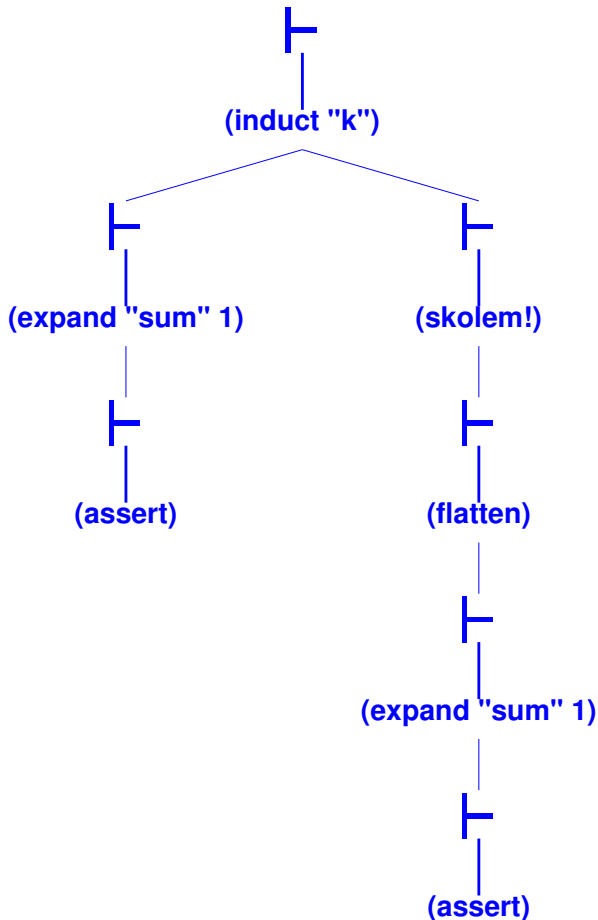 ⊢
(induct "k")
⊢ ⊢
(expand "sum" 1) (skolem!)
⊢ ⊢
(assert) (flatten)
⊢
(expand "sum" 1)
⊢
(assert)